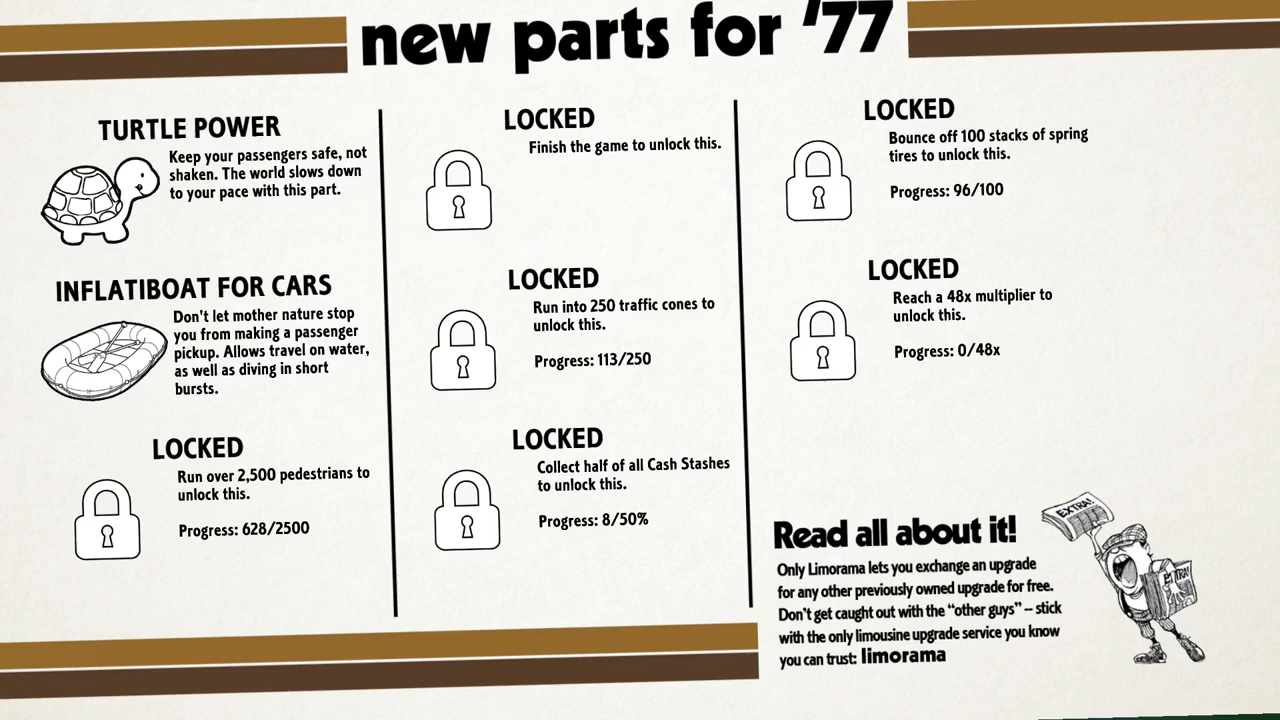 new parts for '77
TURTLE POWER
Keep your passengers safe, not
shaken. The world slows down
to your pace with this part.
INFLATIBOAT FOR CARS
Don't let mother nature stop
you from making a passenger
pickup. Allows travel on water,
as well as diving in short
bursts.
LOCKED
Run over 2,500 pedestrians to
unlock this.
Progress: 628/2500
LOCKED
Finish the game to unlock this.
LOCKED
Run into 250 traffic cones to
unlock this.
Progress: 113/250
LOCKED
Collect half of all Cash Stashes
to unlock this.
Progress: 8/50%
LOCKED
Bounce off 100 stacks of spring
tires to unlock this.
Progress: 96/100
LOCKED
Reach a 48x multiplier to
unlock this.
Progress: 0/48x
Read all about it!
Only Limorama lets you exchange an upgrade
for any other previously owned upgrade for free.
Don't get caught out with the "other guys" – stick
with the only limousine upgrade service you know
you can trust: limorama
EXTRA!
EXTRA!